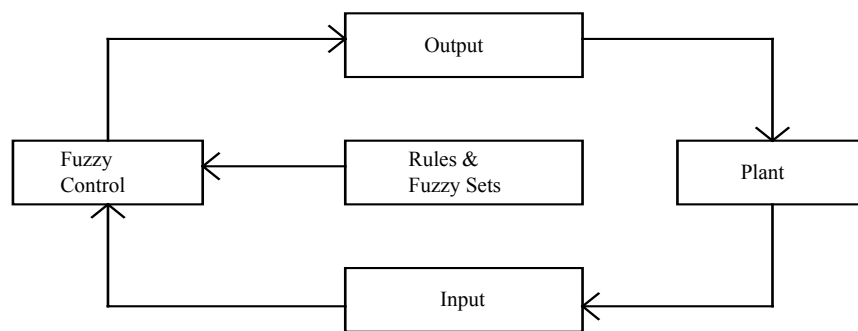 Output
Fuzzy
Control
Rules &
Fuzzy Sets
Plant
Input